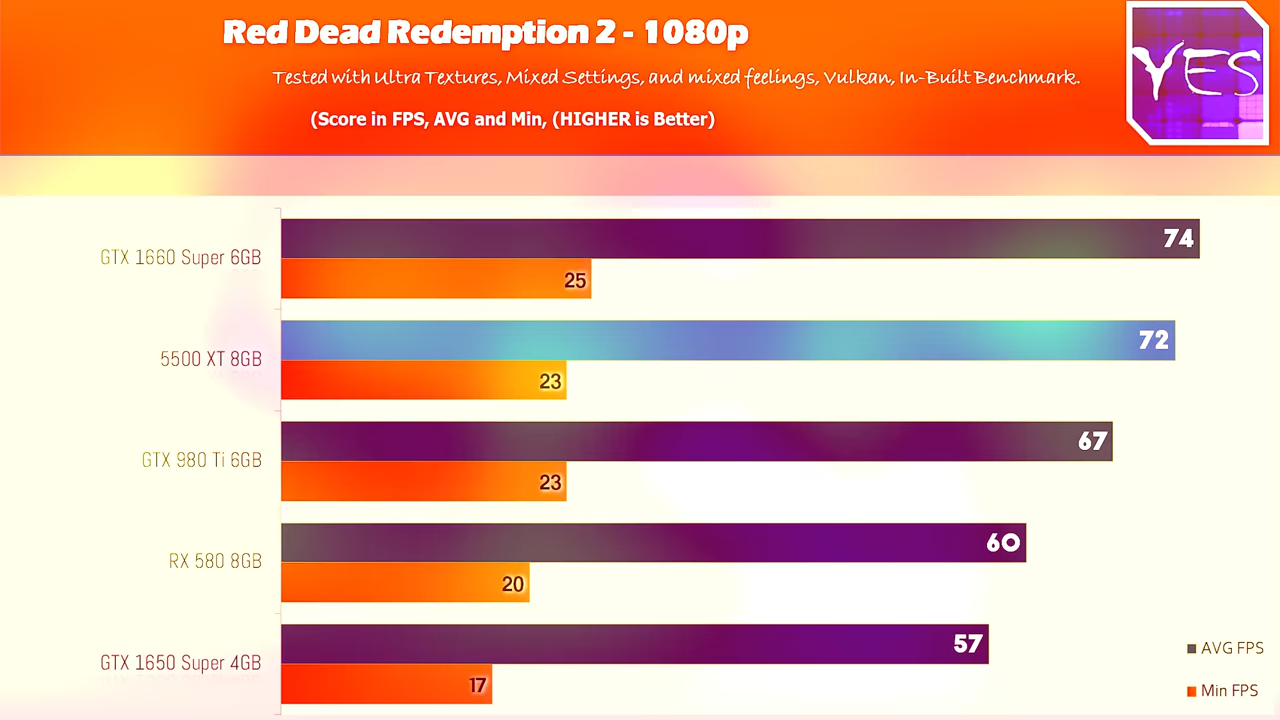 Red Dead Redemption 2 - 1080p
Tested with Ultra Textures, Mixed Settings, and mixed feelings, Vulkan, In-Built Benchmark.
(Score in FPS, AVG and Min, (HIGHER is Better)
YES
GTX 1660 Super 6GB
74
25
5500 XT 8GB
72
23
GTX 980 Ti 6GB
67
23
RX 580 8GB
60
20
GTX 1650 Super 4GB
57
17
AVG FPS
Min FPS